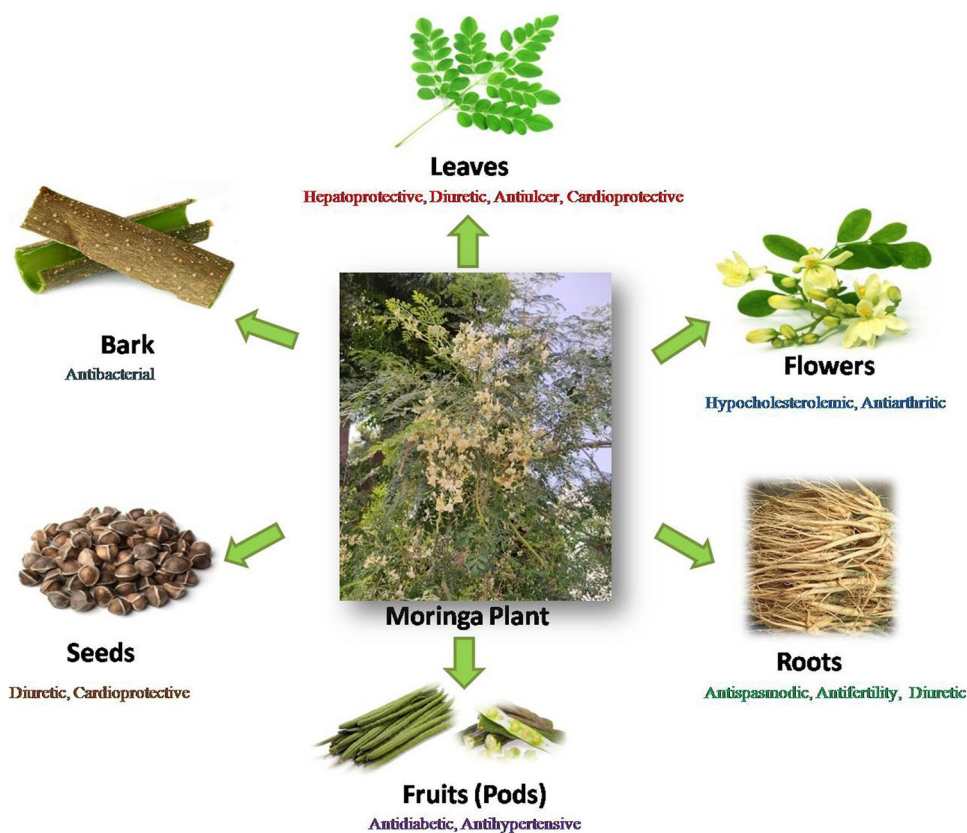 Leaves
Hepatoprotective, Diuretic, Antiulcer, Cardioprotective
Bark
Antibacterial
Flowers
Hypocholesterolemic, Antiarthritic
Moringa Plant
Seeds
Diuretic, Cardioprotective
Roots
Antispasmodic, Antifertility, Diuretic
Fruits (Pods)
Antidiabetic, Antihypertensive